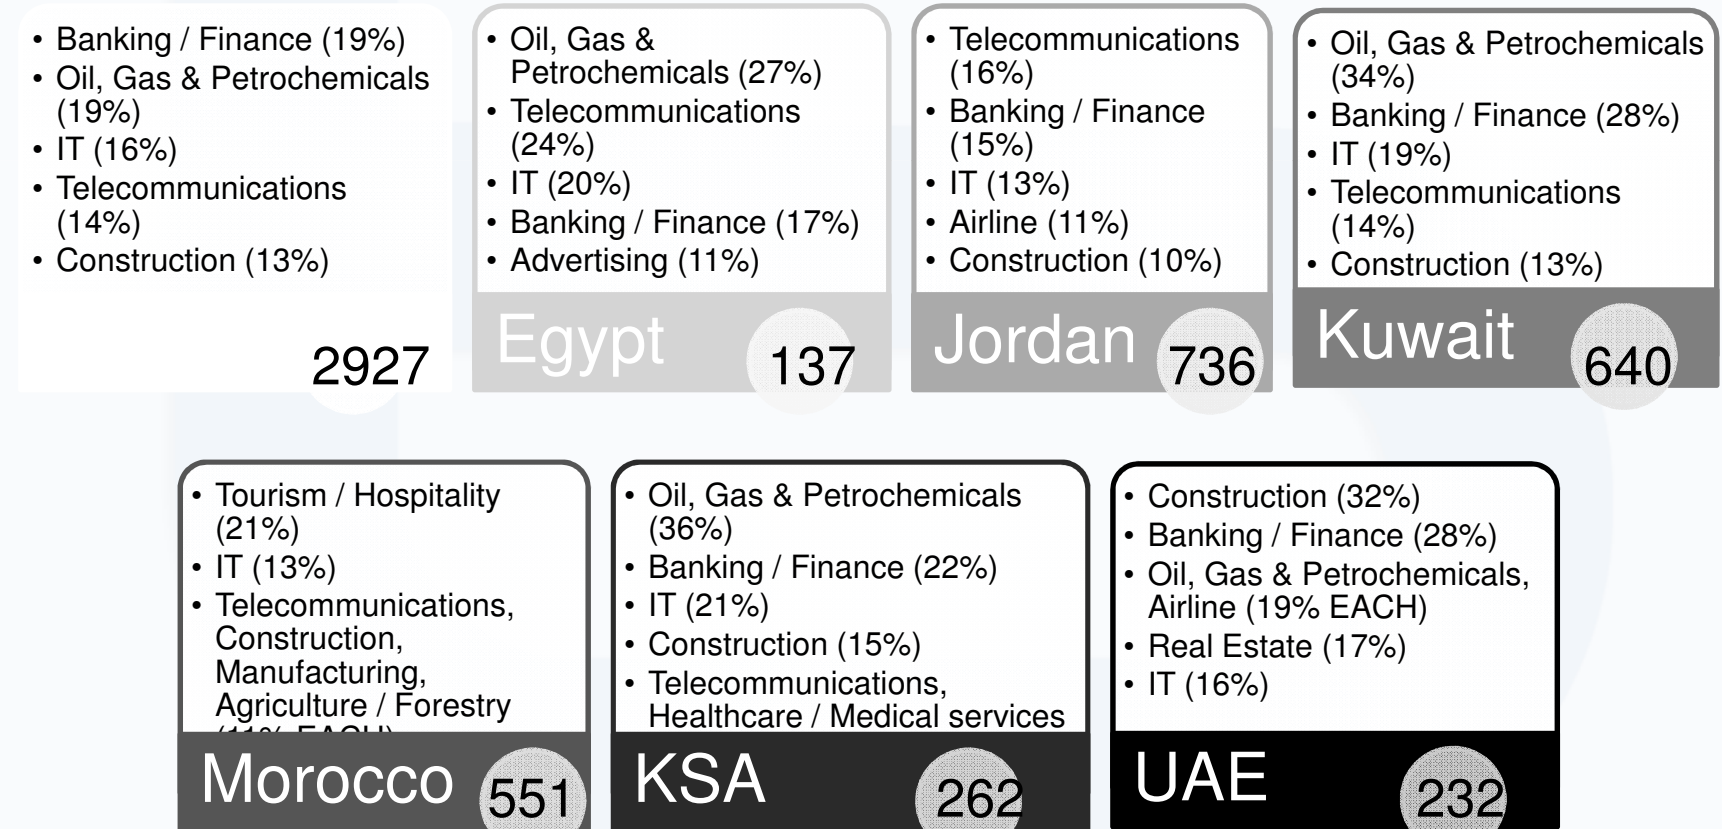 • Banking / Finance (19%)
• Oil, Gas & Petrochemicals
(19%)
• IT (16%)
• Telecommunications
(14%)
• Construction (13%)
2927
• Oil, Gas &
Petrochemicals (27%)
• Telecommunications
(24%)
• IT (20%)
• Banking / Finance (17%)
• Advertising (11%)
Egypt
137
• Telecommunications
(16%)
• Banking / Finance
(15%)
• IT (13%)
• Airline (11%)
• Construction (10%)
Jordan
736
• Oil, Gas & Petrochemicals
(34%)
• Banking / Finance (28%)
• IT (19%)
• Telecommunications
(14%)
• Construction (13%)
Kuwait
640
• Tourism / Hospitality
(21%)
• IT (13%)
• Telecommunications,
Construction,
Manufacturing,
Agriculture / Forestry
(11% EACH)
Morocco
551
• Oil, Gas & Petrochemicals
(36%)
• Banking / Finance (22%)
• IT (21%)
• Construction (15%)
• Telecommunications,
Healthcare / Medical services
KSA
262
• Construction (32%)
• Banking / Finance (28%)
• Oil, Gas & Petrochemicals,
Airline (19% EACH)
• Real Estate (17%)
• IT (16%)
UAE
232